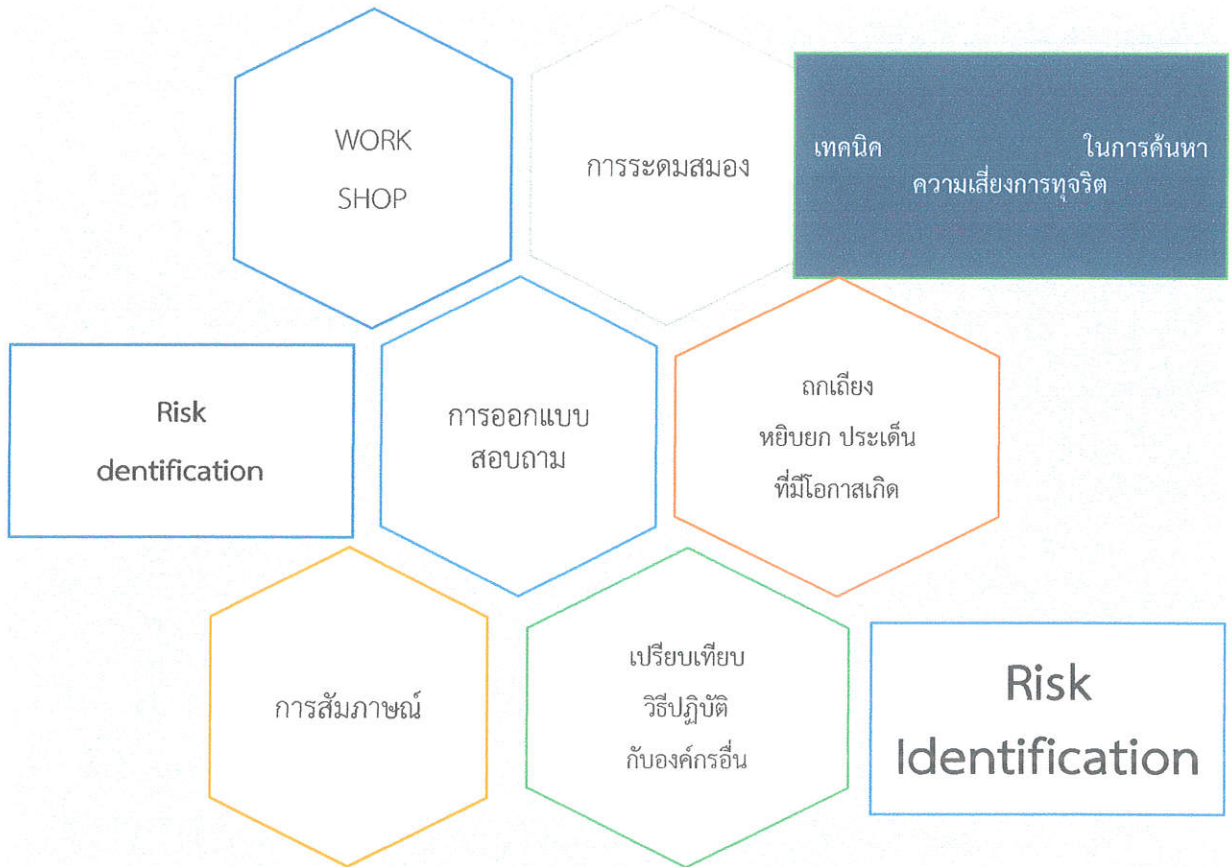 WORK
SHOP
การระดมสมอง
เทคนิค ในการค้นหา
ความเสี่ยงการทุจริต
Risk
dentification
การออกแบบ
สอบถาม
ถกเถียง
หยิบยก ประเด็น
ที่มีโอกาสเกิด
การสัมภาษณ์
เปรียบเทียบ
วิธีปฏิบัติ
กับองค์กรอื่น
Risk
Identification